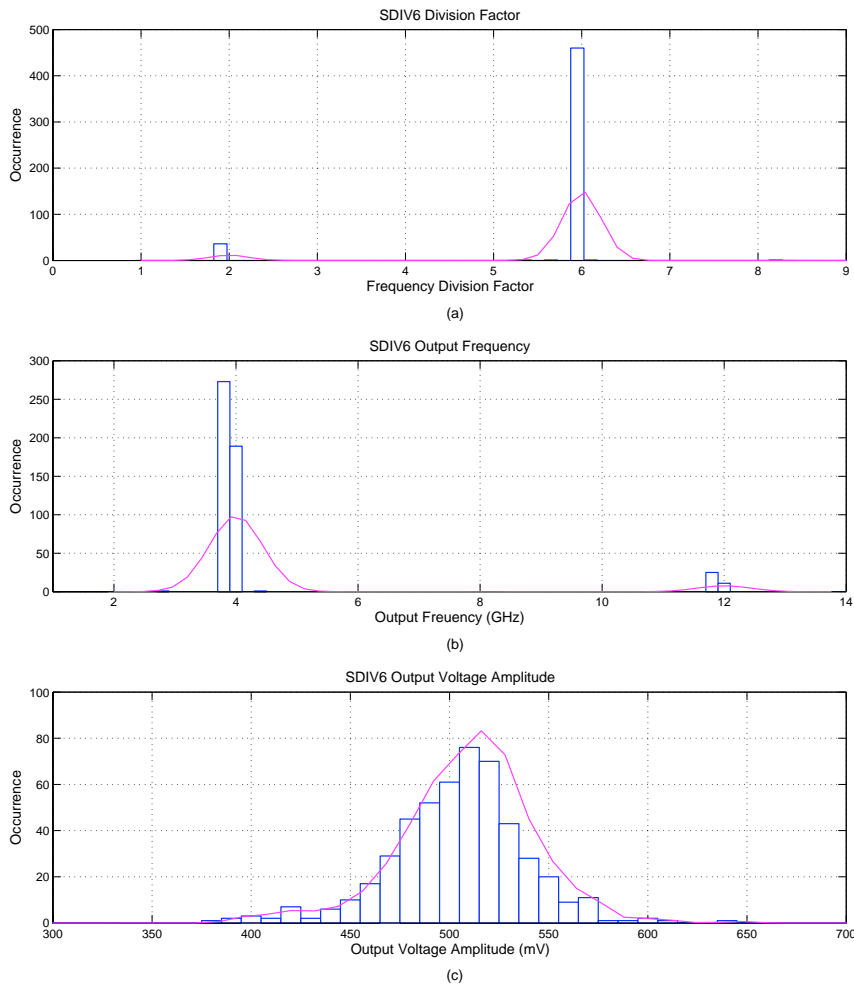 SDIV6 Division Factor
500
400
300
200
100
0
Occurrence
0 1 2 3 4 5 6 7 8 9
Frequency Division Factor
(a)
SDIV6 Output Frequency
300
250
200
150
100
50
0
Occurrence
2 4 6 8 10 12 14
Output Freuency (GHz)
(b)
SDIV6 Output Voltage Amplitude
100
80
60
40
20
0
Occurrence
300 350 400 450 500 550 600 650 700
Output Voltage Amplitude (mV)
(c)